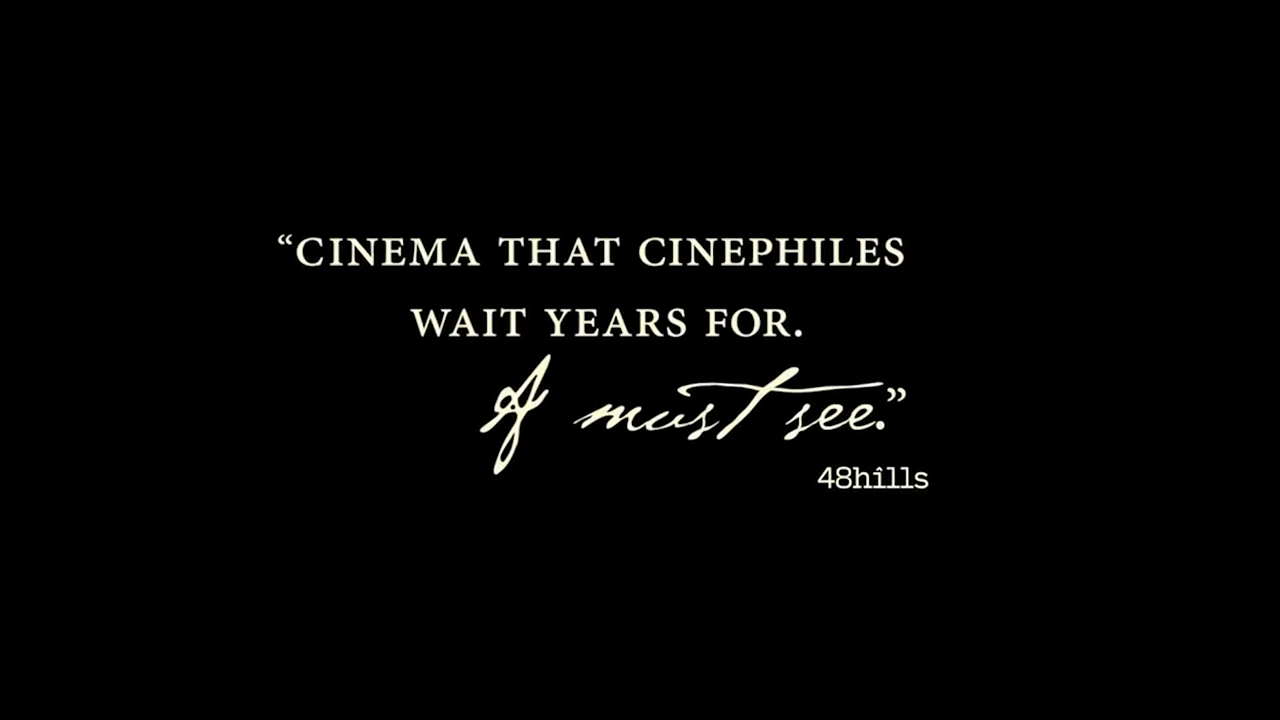 “CINEMA THAT CINEPHILES
WAIT YEARS FOR.
A must see.”
48hills